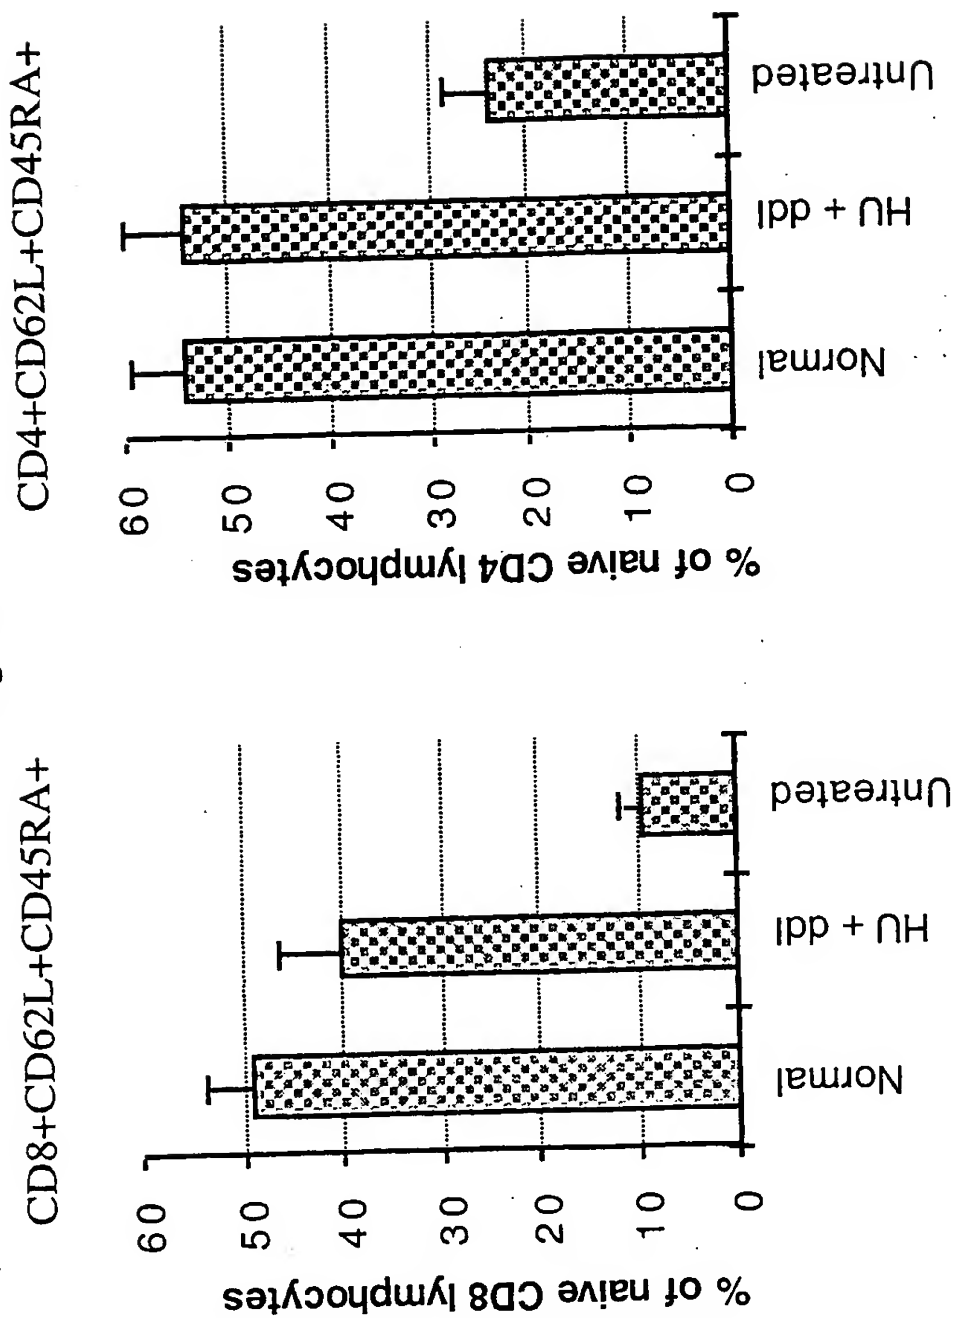 CD8+CD62L+CD45RA+
% of naive CD8 lymphocytes
60
50
40
30
20
10
0
Normal
HU + ddI
Untreated
CD4+CD62L+CD45RA+
% of naive CD4 lymphocytes
60
50
40
30
20
10
0
Normal
HU + ddI
Untreated